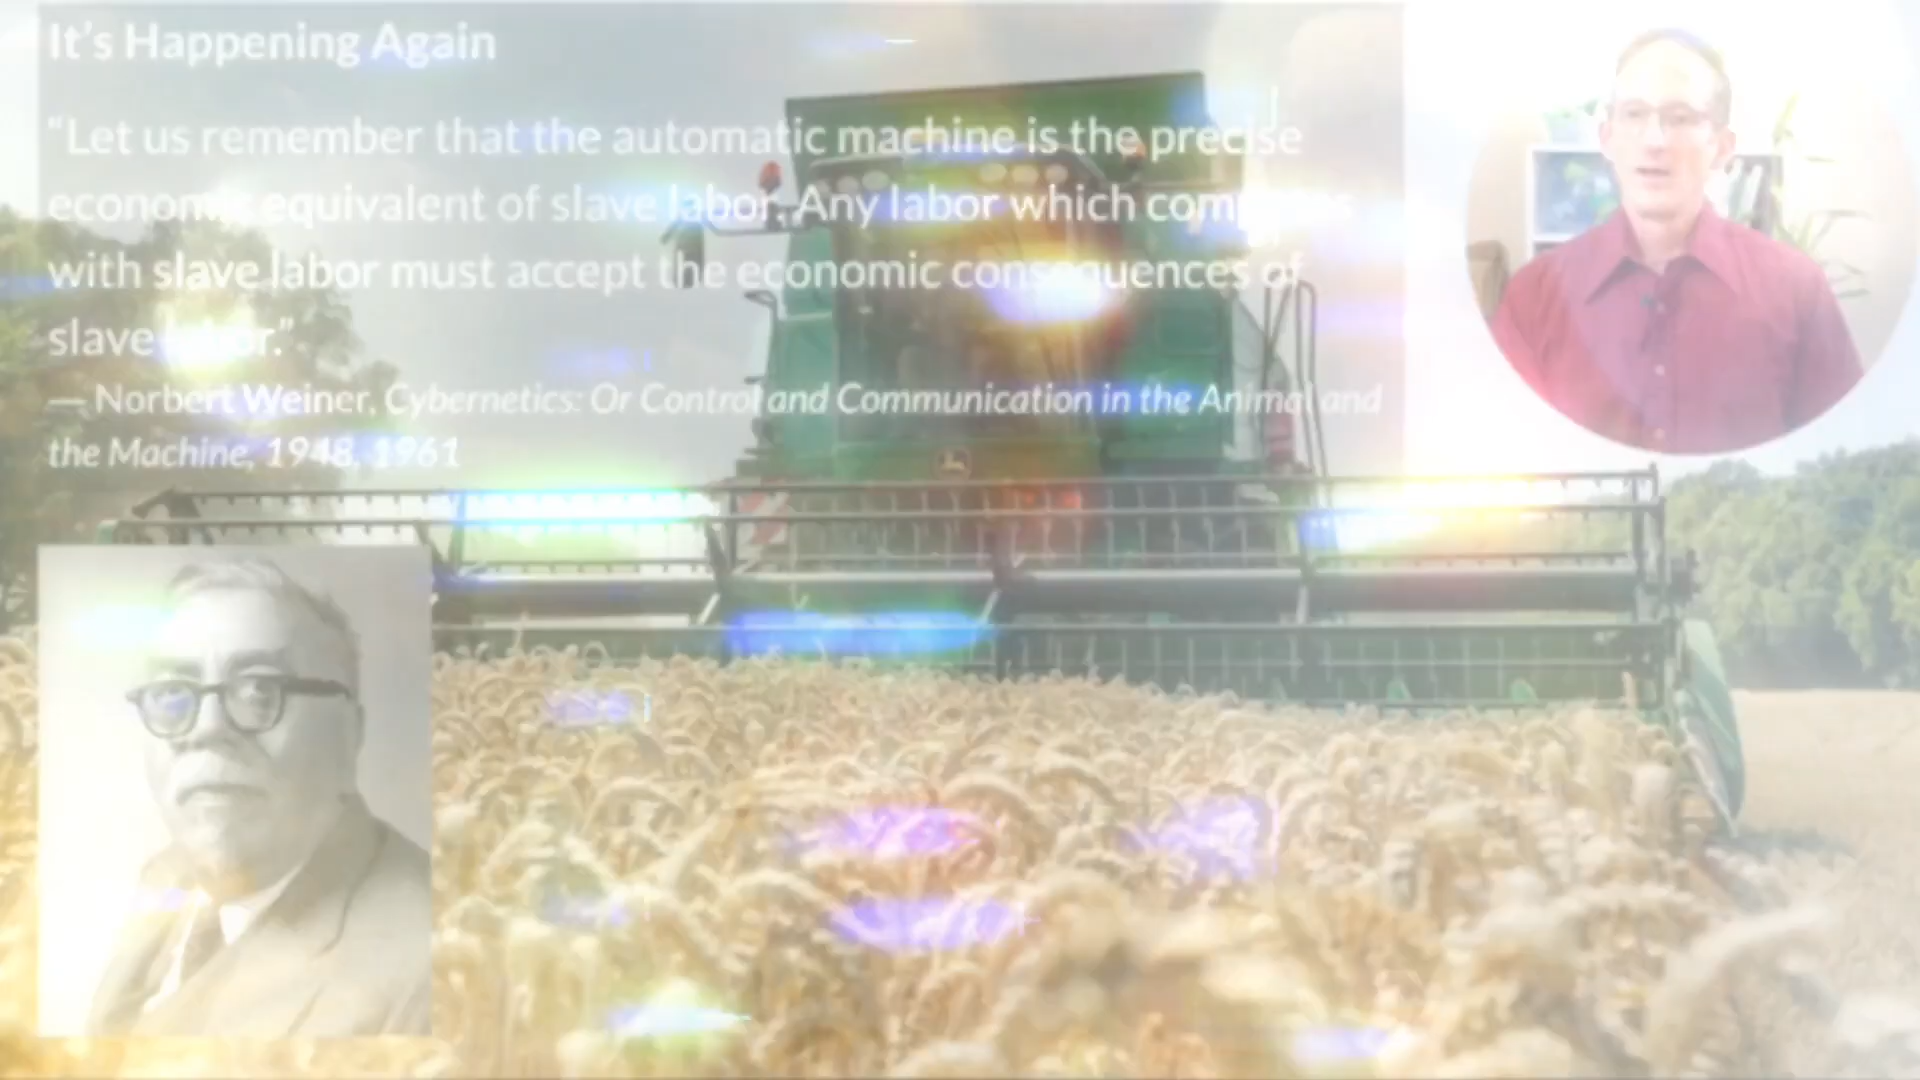 It's Happening Again
“Let us remember that the automatic machine is the precise
economic equivalent of slave labor. Any labor which competes
with slave labor must accept the economic consequences of
slave labor.”
— Norbert Weiner, Cybernetics: Or Control and Communication in the Animal and
the Machine, 1948, 1961